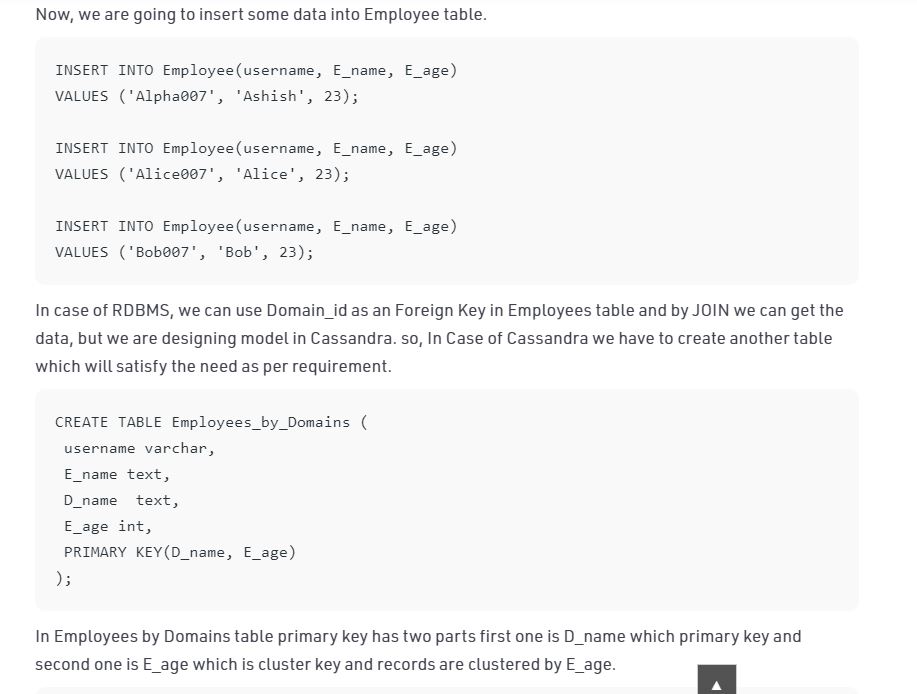 Now, we are going to insert some data into Employee table.
INSERT INTO Employee(username, E_name, E_age)
VALUES ('Alpha007', 'Ashish', 23);
INSERT INTO Employee(username, E_name, E_age)
VALUES ('Alice007', 'Alice', 23);
INSERT INTO Employee(username, E_name, E_age)
VALUES ('Bob007', 'Bob', 23);
In case of RDBMS, we can use Domain_id as an Foreign Key in Employees table and by JOIN we can get the
data, but we are designing model in Cassandra. so, In Case of Cassandra we have to create another table
which will satisfy the need as per requirement.
CREATE TABLE Employees_by_Domains (
username varchar,
E_name text,
D_name  text,
E_age int,
PRIMARY KEY(D_name, E_age)
);
In Employees by Domains table primary key has two parts first one is D_name which primary key and
second one is E_age which is cluster key and records are clustered by E_age.